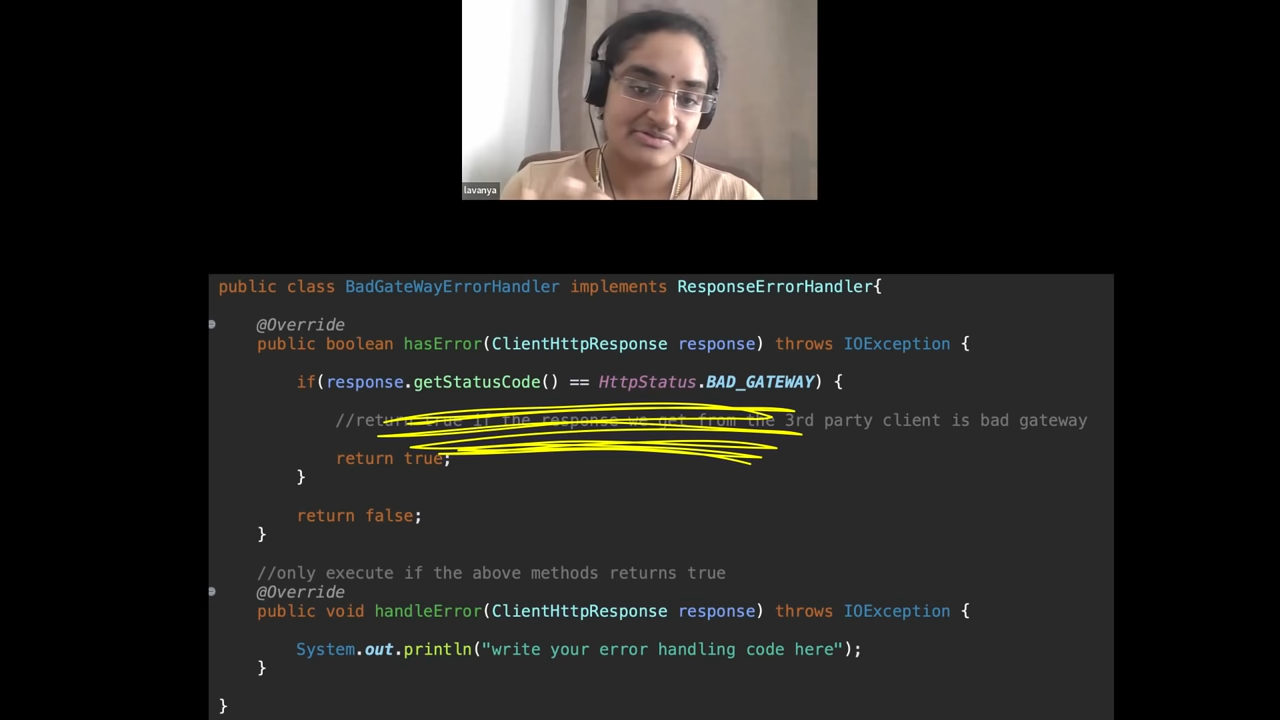 lavanya
public class BadGateWayErrorHandler implements ResponseErrorHandler{
@Override
public boolean hasError(ClientHttpResponse response) throws IOException {
if(response.getStatusCode() == HttpStatus.BAD_GATEWAY) {
//return true if the response we get from the 3rd party client is bad gateway
return true;
}
return false;
}
//only execute if the above methods returns true
@Override
public void handleError(ClientHttpResponse response) throws IOException {
System.out.println("write your error handling code here");
}
}